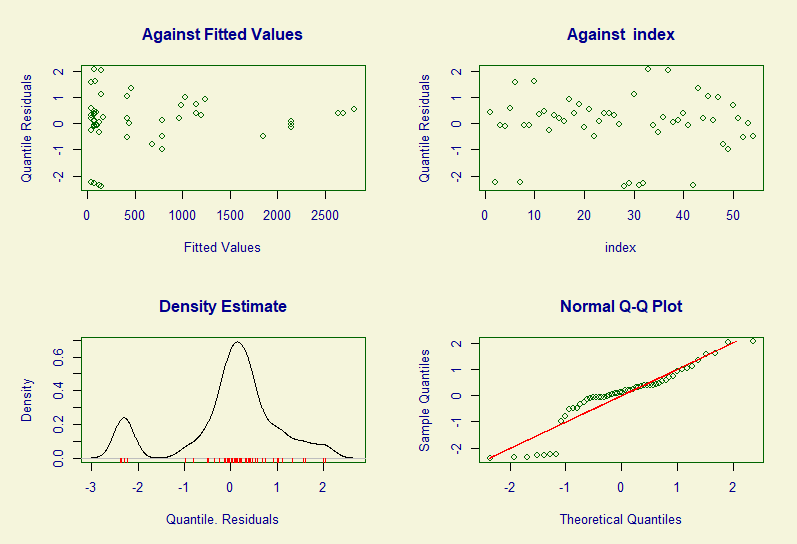 Against Fitted Values
Quantile Residuals
2
1
0
-1
-2
0 500 1000 1500 2000 2500
Fitted Values
Against index
Quantile Residuals
2
1
0
-1
-2
0 10 20 30 40 50
index
Density Estimate
Density
0.6
0.4
0.2
0.0
-3 -2 -1 0 1 2
Quantile. Residuals
Normal Q-Q Plot
Sample Quantiles
2
1
0
-1
-2
-2 -1 0 1 2
Theoretical Quantiles